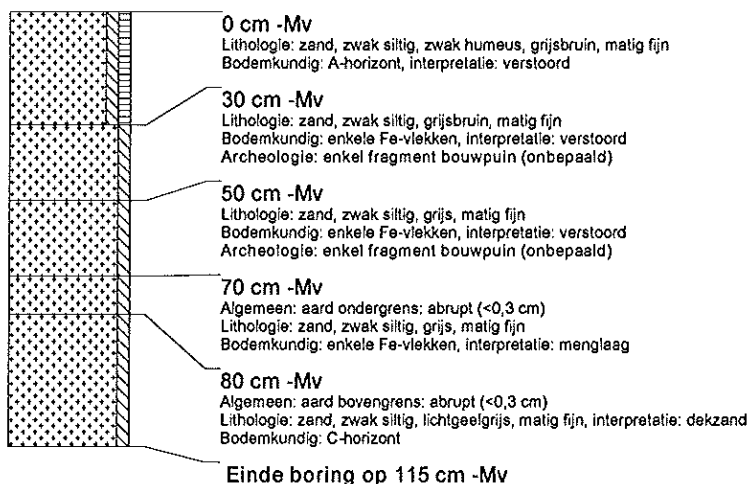 0 cm -Mv
Lithologie: zand, zwak siltig, zwak humeus, grijsbruin, matig fijn
Bodemkundig: A-horizont, interpretatie: verstoord
30 cm -Mv
Lithologie: zand, zwak siltig, grijsbruin, matig fijn
Bodemkundig: enkele Fe-vlekken, interpretatie: verstoord
Archeologie: enkel fragment bouwpuin (onbepaald)
50 cm -Mv
Lithologie: zand, zwak siltig, grijs, matig fijn
Bodemkundig: enkele Fe-vlekken, interpretatie: verstoord
Archeologie: enkel fragment bouwpuin (onbepaald)
70 cm -Mv
Algemeen: aard ondergrens: abrupt (<0,3 cm)
Lithologie: zand, zwak siltig, grijs, matig fijn
Bodemkundig: enkele Fe-vlekken, interpretatie: menglaag
80 cm -Mv
Algemeen: aard bovengrens: abrupt (<0,3 cm)
Lithologie: zand, zwak siltig, lichtgeelgrijs, matig fijn, interpretatie: dekzand
Bodemkundig: C-horizont
Einde boring op 115 cm -Mv